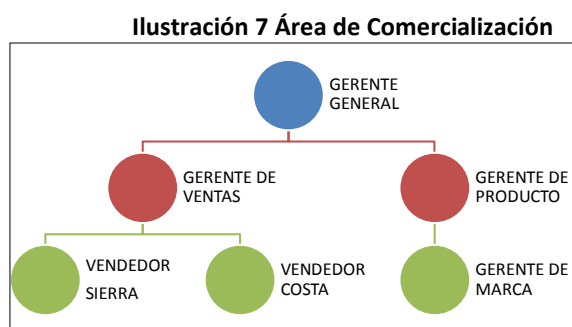 Ilustración 7 Área de Comercialización
GERENTE
GENERAL
GERENTE DE
VENTAS
GERENTE DE
PRODUCTO
VENDEDOR
SIERRA
VENDEDOR
COSTA
GERENTE DE
MARCA